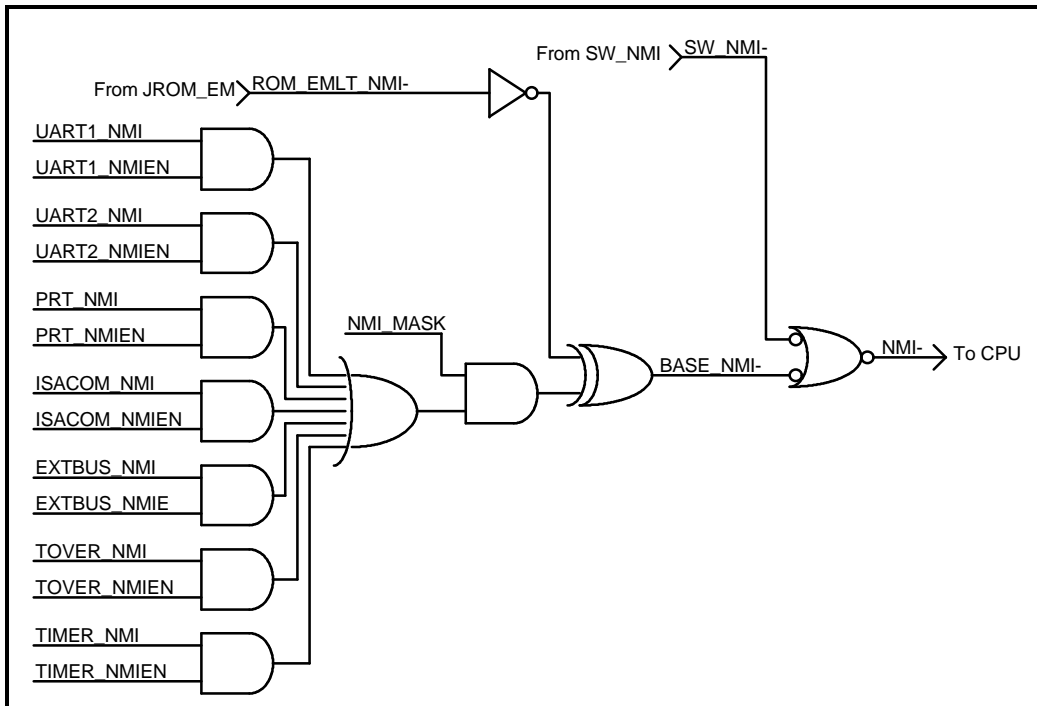 From SW_NMI SW_NMI-
From JROM_EM ROM_EMLT_NMI-
UART1_NMI
UART1_NMIEN
UART2_NMI
UART2_NMIEN
PRT_NMI
PRT_NMIEN
NMI_MASK
BASE_NMI-
NMI-
To CPU
ISACOM_NMI
ISACOM_NMIEN
EXTBUS_NMI
EXTBUS_NMIE
TOVER_NMI
TOVER_NMIEN
TIMER_NMI
TIMER_NMIEN